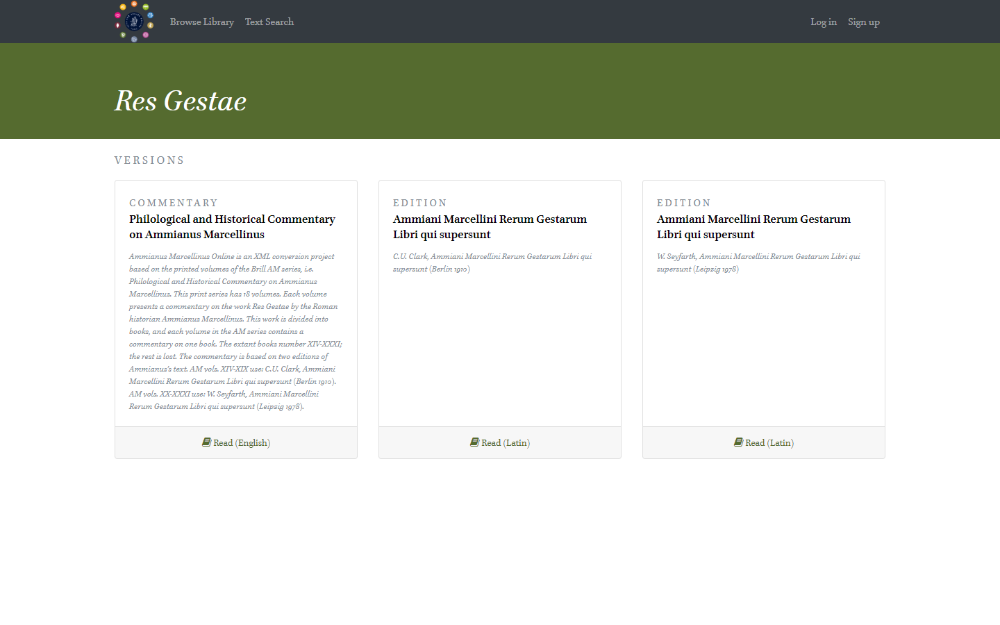 Browse Library Text Search Log in Sign up
Res Gestae
VERSIONS
COMMENTARY
Philological and Historical Commentary
on Ammianus Marcellinus
Ammianus Marcellinus Online is an XML conversion project
based on the printed volumes of the Brill AM series, i.e.
Philological and Historical Commentary on Ammianus
Marcellinus. This print series has 18 volumes. Each volume
presents a commentary on the work Res Gestae by the Roman
historian Ammianus Marcellinus. This work is divided into
books, and each volume in the AM series contains a
commentary on one book. The extant books number XIV-XXXI;
the rest is lost. The commentary is based on two editions of
Ammianus's text. AM vols. XIV-XIX use: C.U. Clark, Ammiani
Marcellini Rerum Gestarum Libri qui supersunt (Berlin 1910).
AM vols. XX-XXXI use: W. Seyfarth, Ammiani Marcellini
Rerum Gestarum Libri qui supersunt (Leipzig 1978).
Read (English)
EDITION
Ammiani Marcellini Rerum Gestarum
Libri qui supersunt
C.U. Clark, Ammiani Marcellini Rerum Gestarum Libri qui
supersunt (Berlin 1910)
Read (Latin)
EDITION
Ammiani Marcellini Rerum Gestarum
Libri qui supersunt
W. Seyfarth, Ammiani Marcellini Rerum Gestarum Libri qui
supersunt (Leipzig 1978)
Read (Latin)